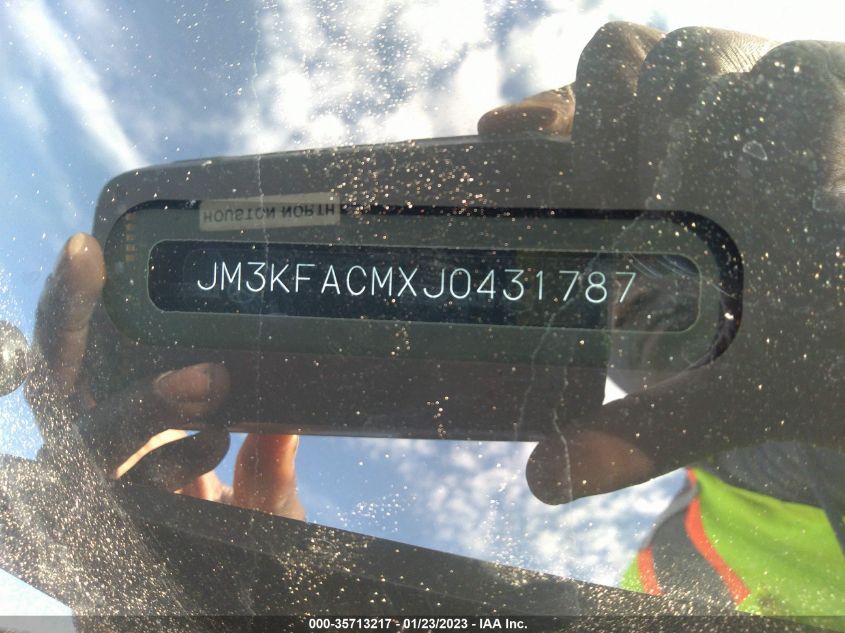 HOUSTON NORTH
JM3KFACMXJ0431787
000-35713217 - 01/23/2023 - IAA Inc.